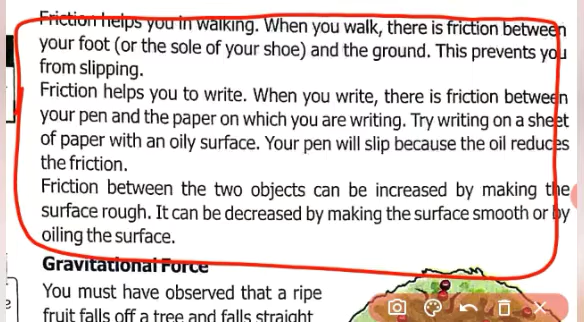 Friction helps you in walking. When you walk, there is friction between
your foot (or the sole of your shoe) and the ground. This prevents you
from slipping.
Friction helps you to write. When you write, there is friction between
your pen and the paper on which you are writing. Try writing on a sheet
of paper with an oily surface. Your pen will slip because the oil reduces
the friction.
Friction between the two objects can be increased by making the
surface rough. It can be decreased by making the surface smooth or by
oiling the surface.
Gravitational Force
You must have observed that a ripe
fruit falls off a tree and falls straight